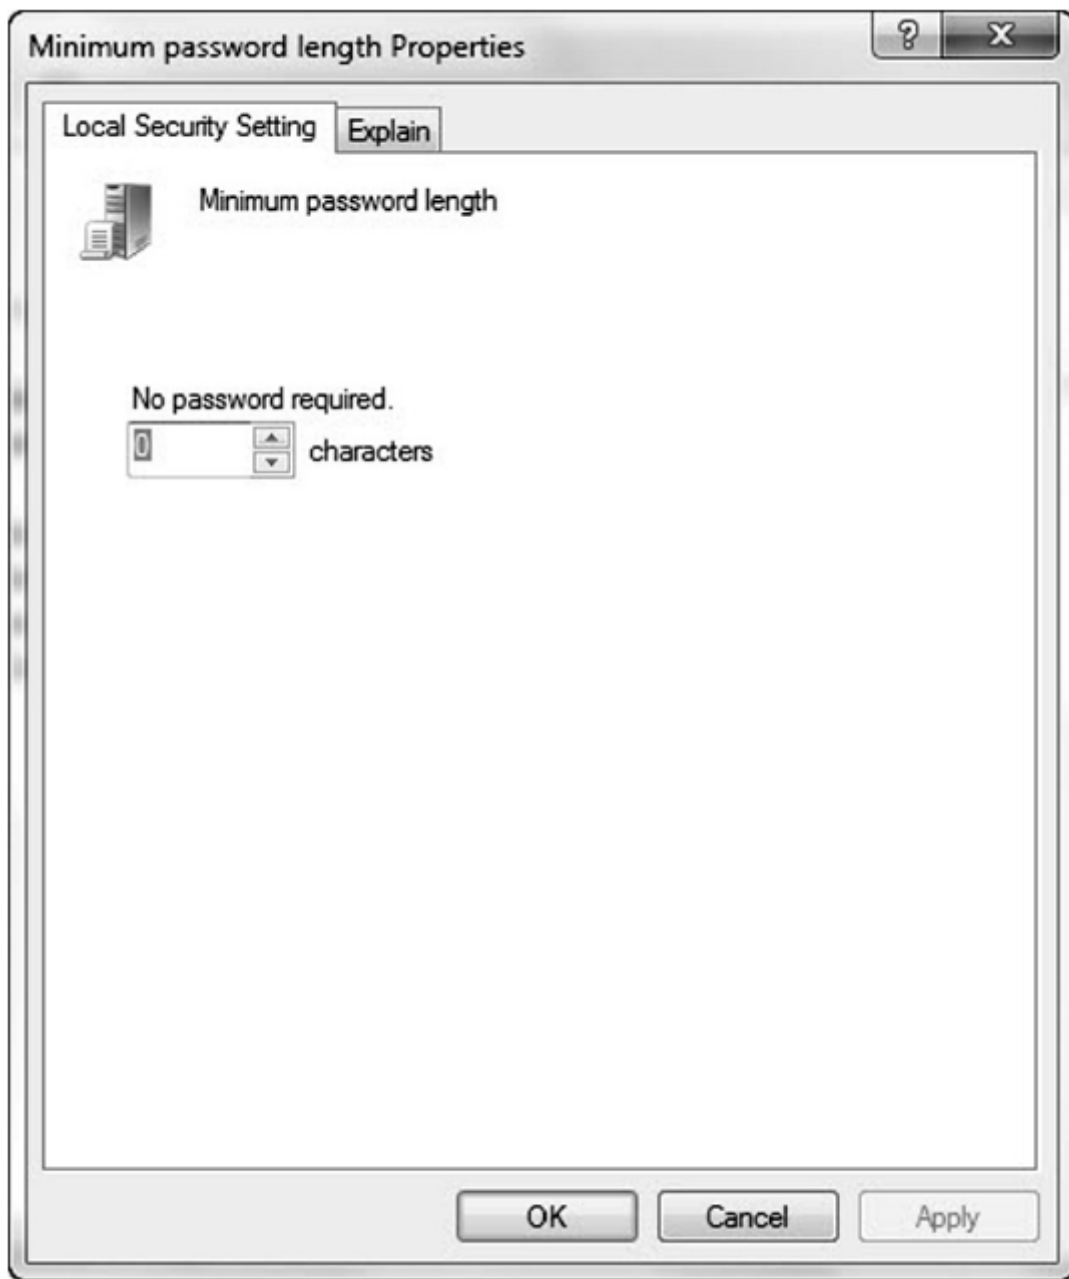 Minimum password length Properties
Local Security Setting
Explain
Minimum password length
No password required.
0
characters
OK
Cancel
Apply